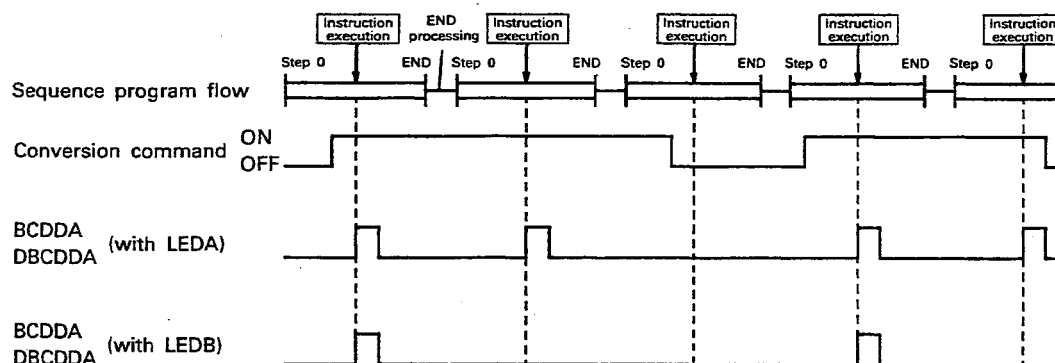 Instruction execution
END processing
Instruction execution
Instruction execution
Instruction execution
Instruction execution
Step 0 END Step 0 END Step 0 END Step 0 END Step 0
Sequence program flow
Conversion command ON
OFF
BCDDA
DBCDDA (with LEDA)
BCDDA
DBCDDA (with LEDB)